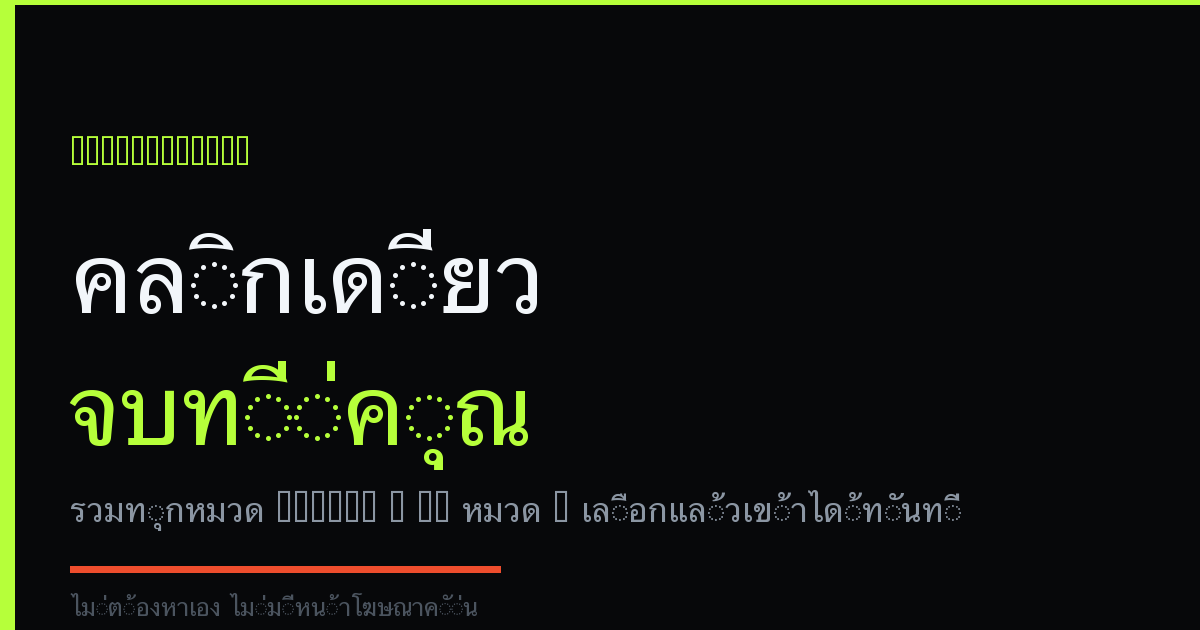 คลิกเดียว
จบที่คุณ
รวมทุกหมวด หมวด เลือกแล้วเข้าได้ทันที
ไม่ต้องหาเอง ไม่มีหน้าโฆษณาคั่น